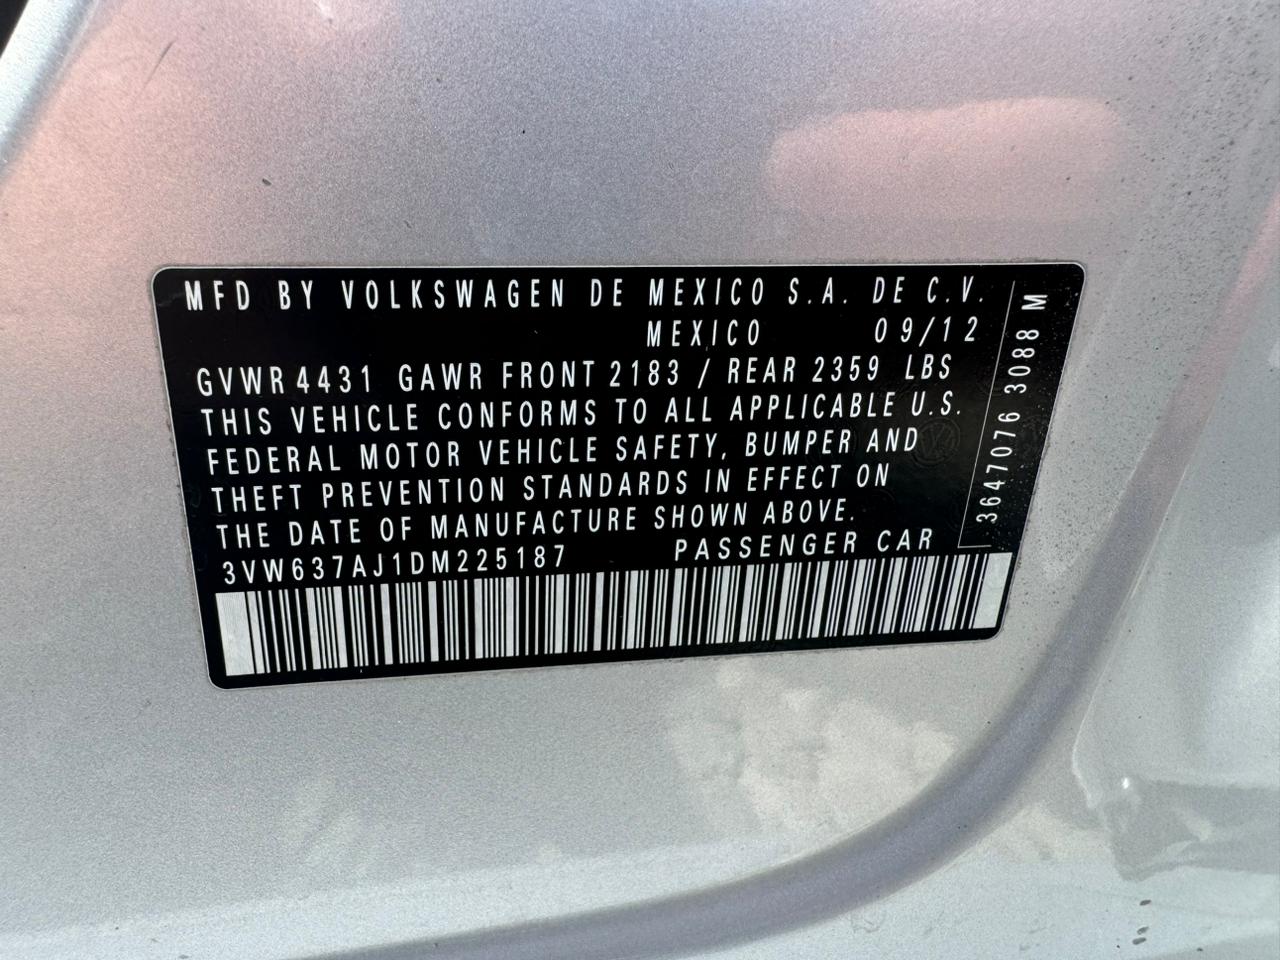 MFD BY VOLKSWAGEN DE MEXICO S.A. DE C.V.
MEXICO 09/12
GVWR 4431 GAWR FRONT 2183 / REAR 2359 LBS
THIS VEHICLE CONFORMS TO ALL APPLICABLE U.S.
FEDERAL MOTOR VEHICLE SAFETY, BUMPER AND
THEFT PREVENTION STANDARDS IN EFFECT ON
THE DATE OF MANUFACTURE SHOWN ABOVE.
3VW637AJ1DM225187 PASSENGER CAR
3647076 3088 M